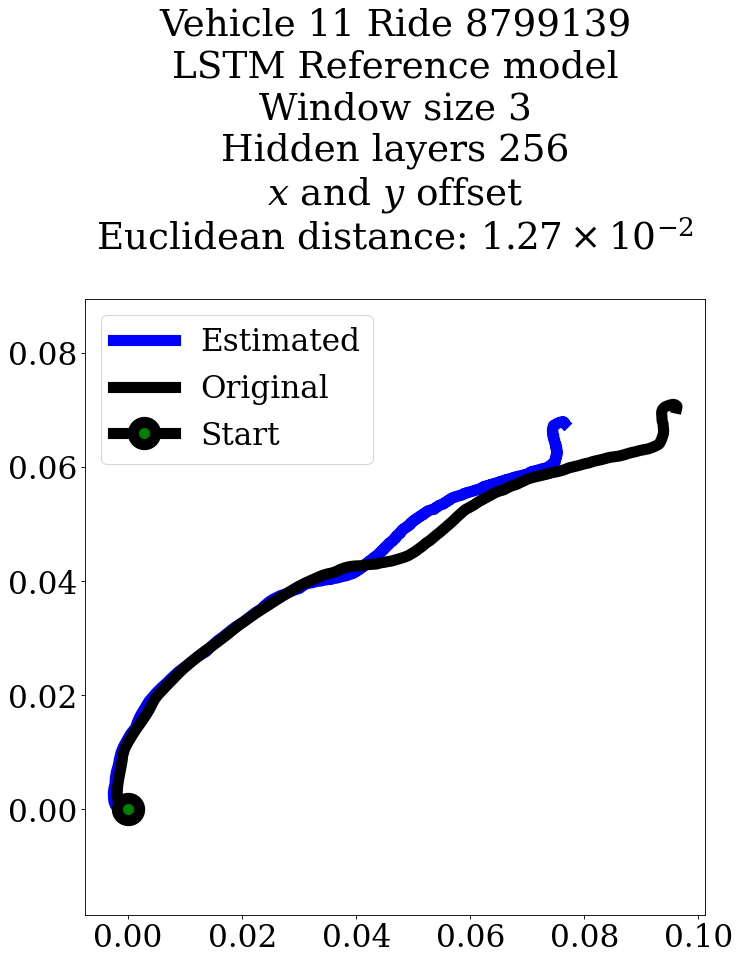 Vehicle 11 Ride 8799139
LSTM Reference model
Window size 3
Hidden layers 256
x and y offset
Euclidean distance: 1.27 × 10⁻²
Estimated
Original
Start
0.08
0.06
0.04
0.02
0.00
0.00 0.02 0.04 0.06 0.08 0.10